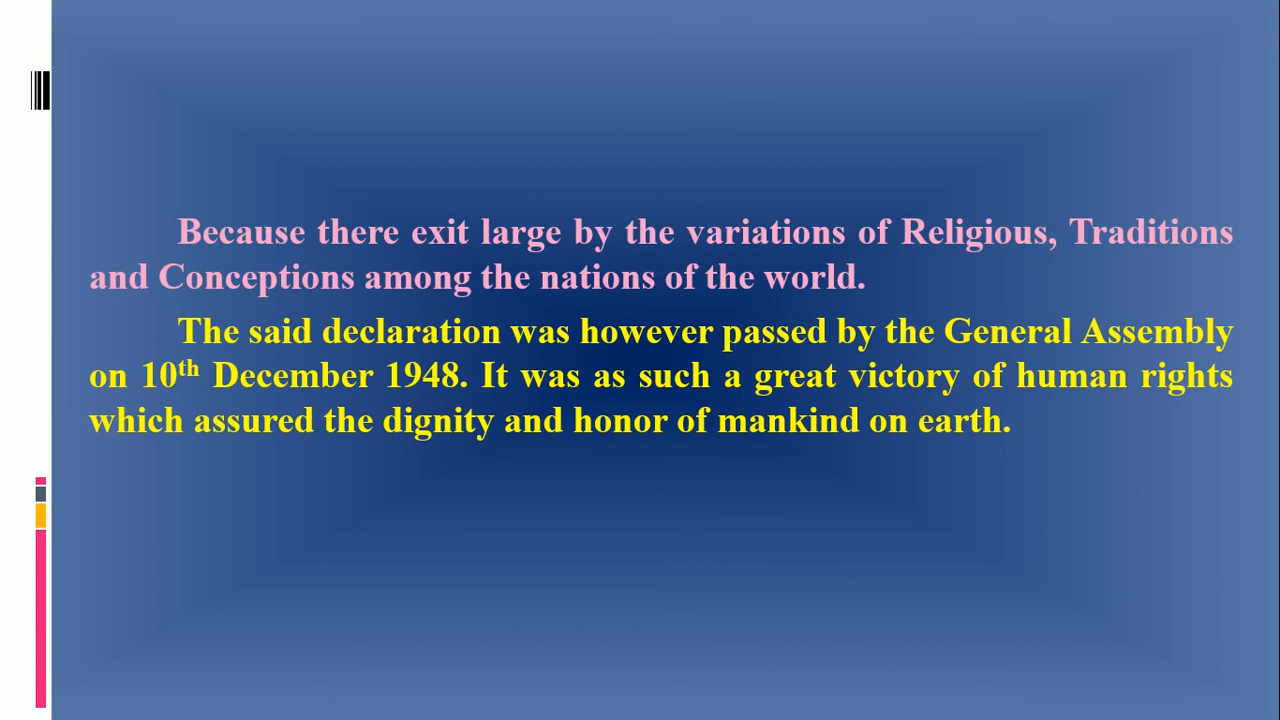 Because there exit large by the variations of Religious, Traditions
and Conceptions among the nations of the world.
The said declaration was however passed by the General Assembly
on 10th December 1948. It was as such a great victory of human rights
which assured the dignity and honor of mankind on earth.